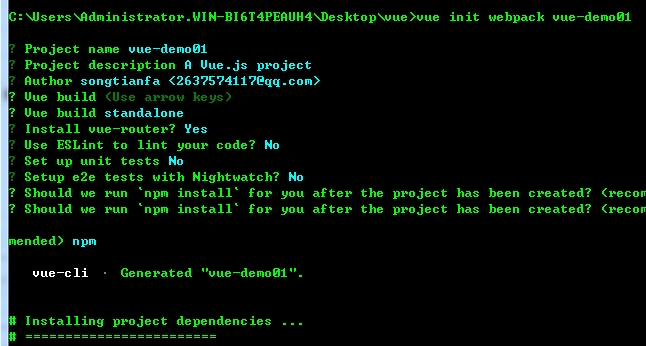 C:\Users\Administrator.WIN-BI6T4PEAUH4\Desktop\vue>vue init webpack vue-demo01
? Project name vue-demo01
? Project description A Vue.js project
? Author songtianfa <2637574117@qq.com>
? Vue build (Use arrow keys)
? Vue build standalone
? Install vue-router? Yes
? Use ESLint to lint your code? No
? Set up unit tests No
? Setup e2e tests with Nightwatch? No
? Should we run `npm install` for you after the project has been created? (recom
? Should we run `npm install` for you after the project has been created? (recom
mended) npm
vue-cli · Generated "vue-demo01".
# Installing project dependencies ...
# ========================